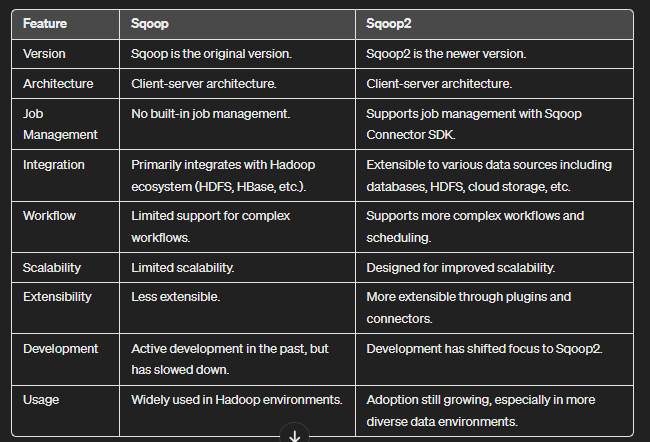 Feature Sqoop Sqoop2
Version Sqoop is the original version. Sqoop2 is the newer version.
Architecture Client-server architecture. Client-server architecture.
Job No built-in job management. Supports job management with Sqoop
Management Connector SDK.
Integration Primarily integrates with Hadoop Extensible to various data sources including
ecosystem (HDFS, HBase, etc.). databases, HDFS, cloud storage, etc.
Workflow Limited support for complex Supports more complex workflows and
workflows. scheduling.
Scalability Limited scalability. Designed for improved scalability.
Extensibility Less extensible. More extensible through plugins and
connectors.
Development Active development in the past, but Development has shifted focus to Sqoop2.
has slowed down.
Usage Widely used in Hadoop environments. Adoption still growing, especially in more
diverse data environments.